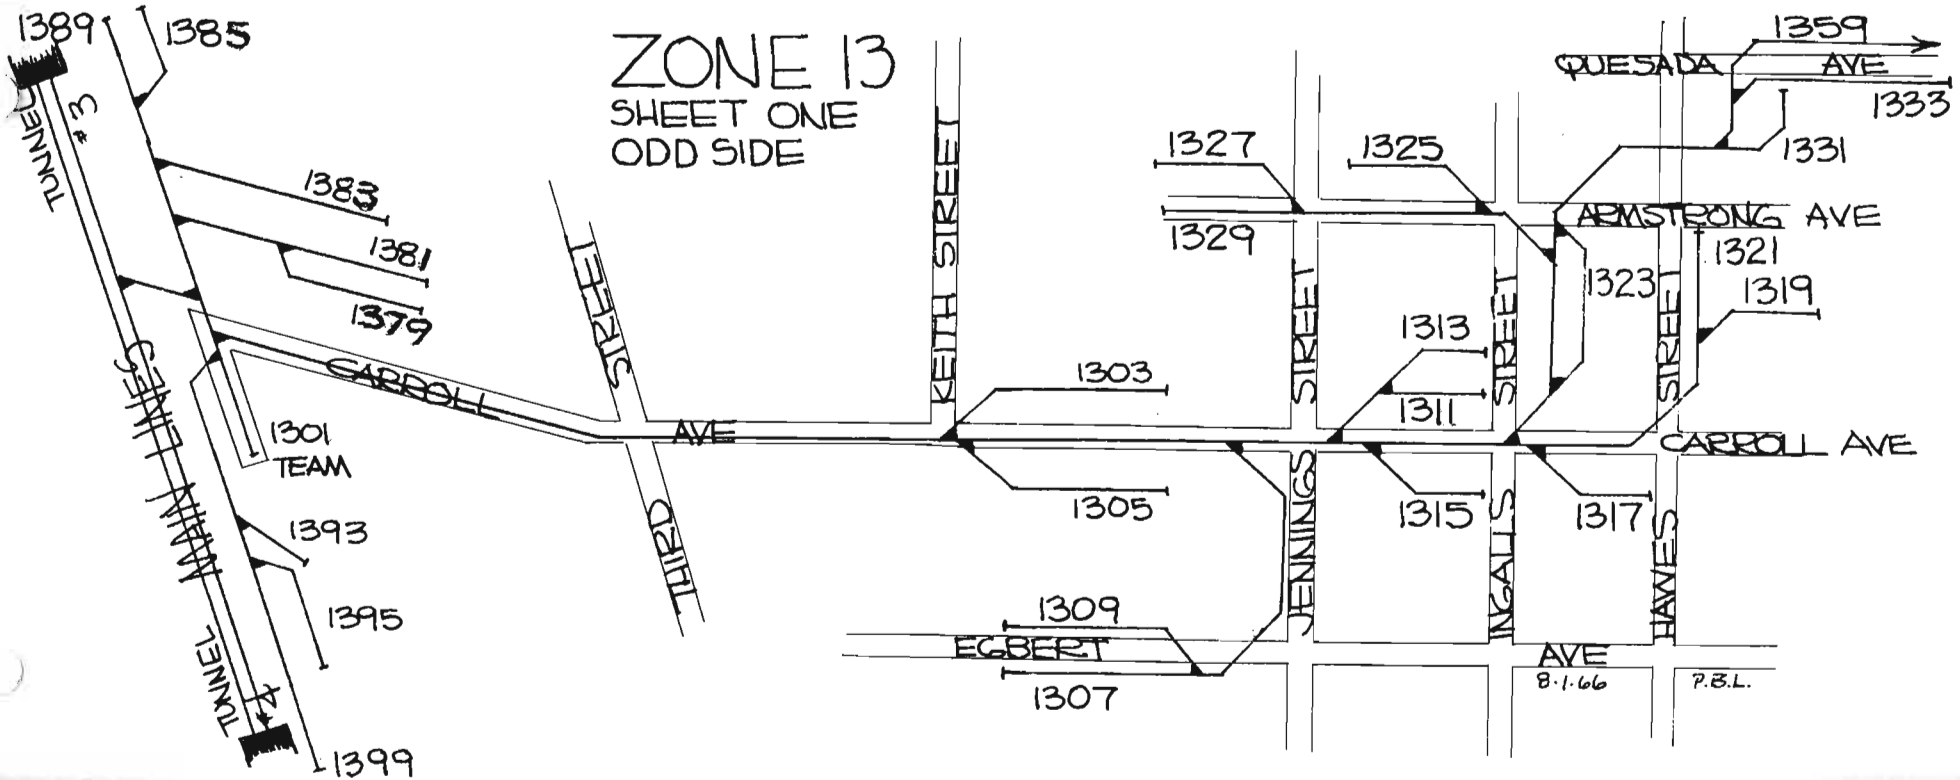 1389
1385
ZONE 13
SHEET ONE
ODD SIDE
TUNNEL
#3
1383
1381
1379
CARROLL
AVE
1301
TEAM
1393
1395
1399
7 MILE MAIN LINES
TUNNEL
#4
STREET
THIRD
KEITH STREET
1303
1305
1309
EGBERT
1307
1327
1325
1329
STREET
JENNINGS
1313
1311
1315
STREET
INGALLS
1317
1323
STREET
HAWES
1359
QUESADA AVE
1333
1331
ARMSTRONG AVE
1321
1319
CARROLL AVE
AVE
8-1-66 P.B.L.